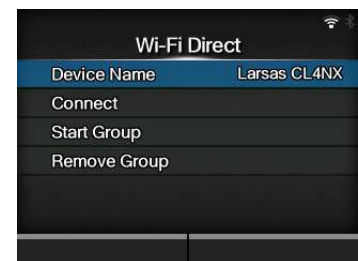 Wi-Fi Direct
Device Name Larsas CL4NX
Connect
Start Group
Remove Group